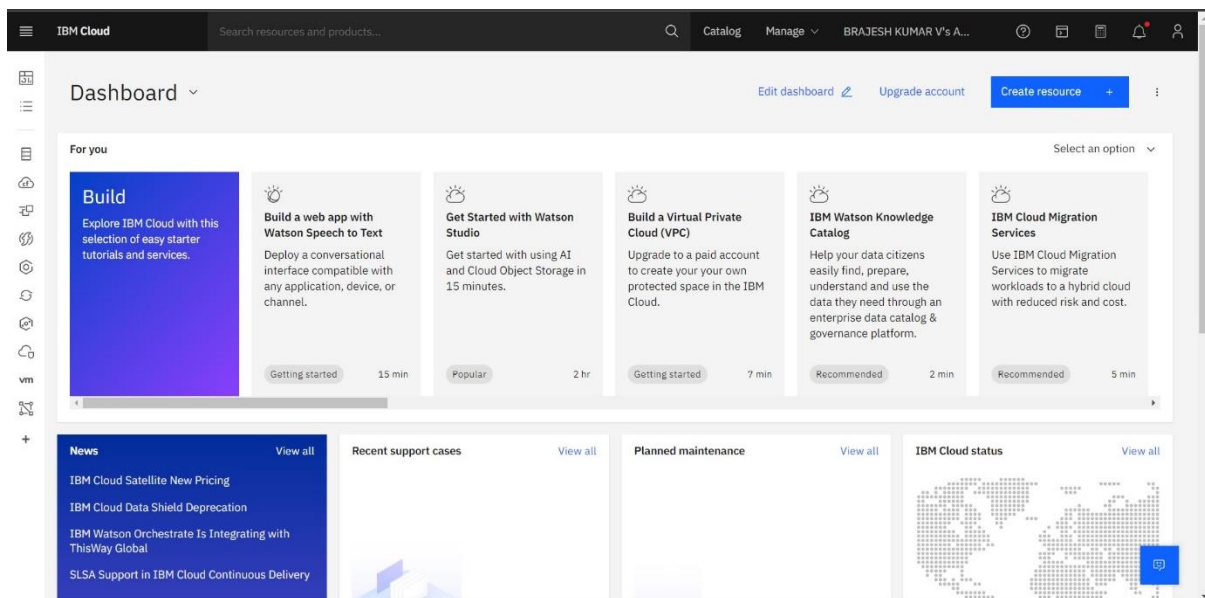 IBM Cloud
Search resources and products...
Catalog
Manage
BRAJESH KUMAR V's A...
Dashboard
Edit dashboard
Upgrade account
Create resource +
For you
Select an option
Build
Explore IBM Cloud with this
selection of easy starter
tutorials and services.
Build a web app with
Watson Speech to Text
Deploy a conversational
interface compatible with
any application, device, or
channel.
Getting started 15 min
Get Started with Watson
Studio
Get started with using AI
and Cloud Object Storage in
15 minutes.
Popular 2 hr
Build a Virtual Private
Cloud (VPC)
Upgrade to a paid account
to create your your own
protected space in the IBM
Cloud.
Getting started 7 min
IBM Watson Knowledge
Catalog
Help your data citizens
easily find, prepare,
understand and use the
data they need through an
enterprise data catalog &
governance platform.
Recommended 2 min
IBM Cloud Migration
Services
Use IBM Cloud Migration
Services to migrate
workloads to a hybrid cloud
with reduced risk and cost.
Recommended 5 min
vm
News View all
IBM Cloud Satellite New Pricing
IBM Cloud Data Shield Deprecation
IBM Watson Orchestrate Is Integrating with
ThisWay Global
SLSA Support in IBM Cloud Continuous Delivery
Recent support cases View all
Planned maintenance View all
IBM Cloud status View all